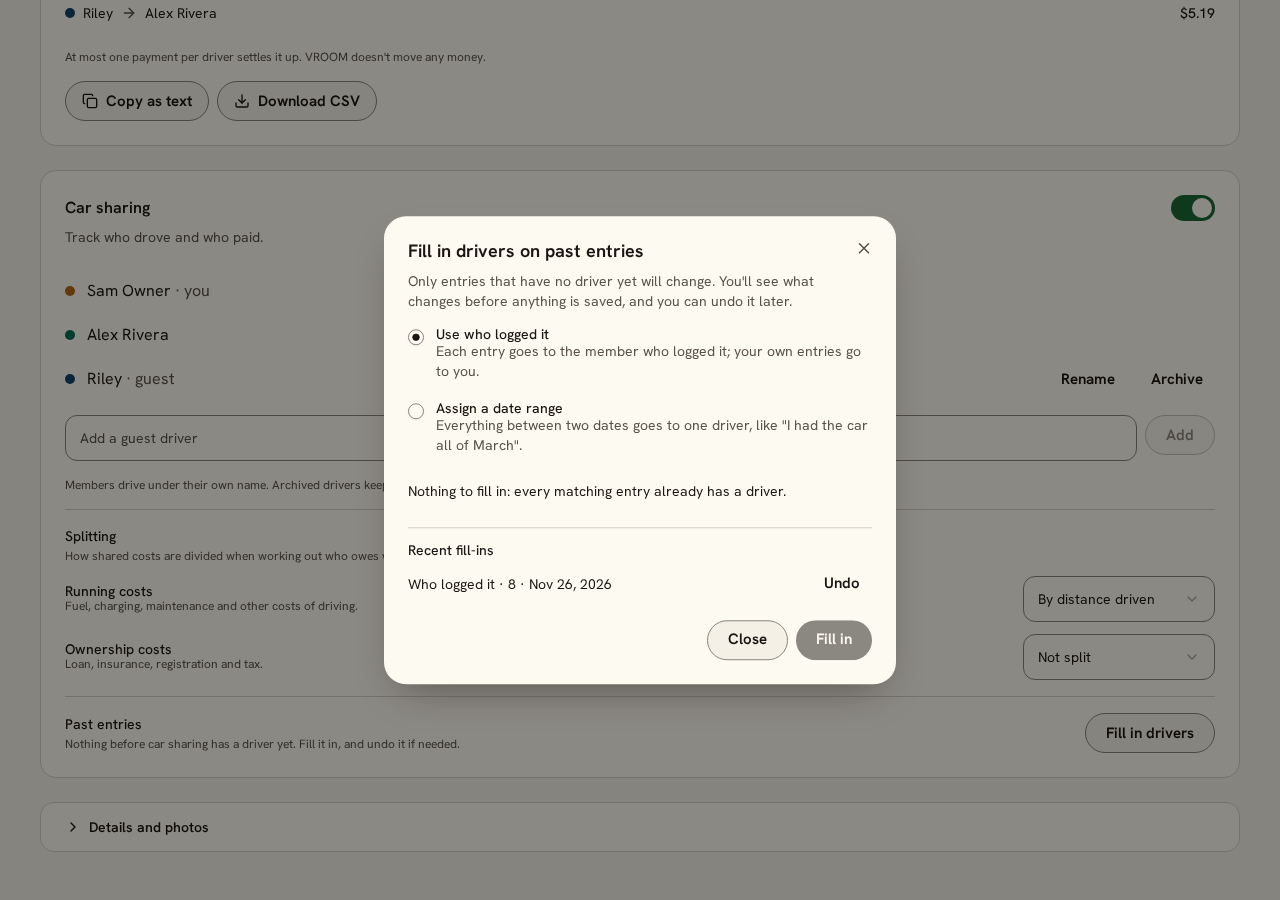 Riley → Alex Rivera $5.19
At most one payment per driver settles it up. VROOM doesn't move any money.
Copy as text Download CSV
Car sharing
Track who drove and who paid.
Sam Owner · you
Alex Rivera
Riley · guest Rename Archive
Add a guest driver Add
Members drive under their own name. Archived drivers
Splitting
How shared costs are divided when working out who owes
Running costs
Fuel, charging, maintenance and other costs of driving.
By distance driven
Ownership costs
Loan, insurance, registration and tax.
Not split
Past entries
Nothing before car sharing has a driver yet. Fill it in, and undo it if needed.
Fill in drivers
Details and photos
Fill in drivers on past entries
Only entries that have no driver yet will change. You'll see what
changes before anything is saved, and you can undo it later.
Use who logged it
Each entry goes to the member who logged it; your own entries go
to you.
Assign a date range
Everything between two dates goes to one driver, like "I had the car
all of March".
Nothing to fill in: every matching entry already has a driver.
Recent fill-ins
Who logged it · 8 · Nov 26, 2026 Undo
Close Fill in